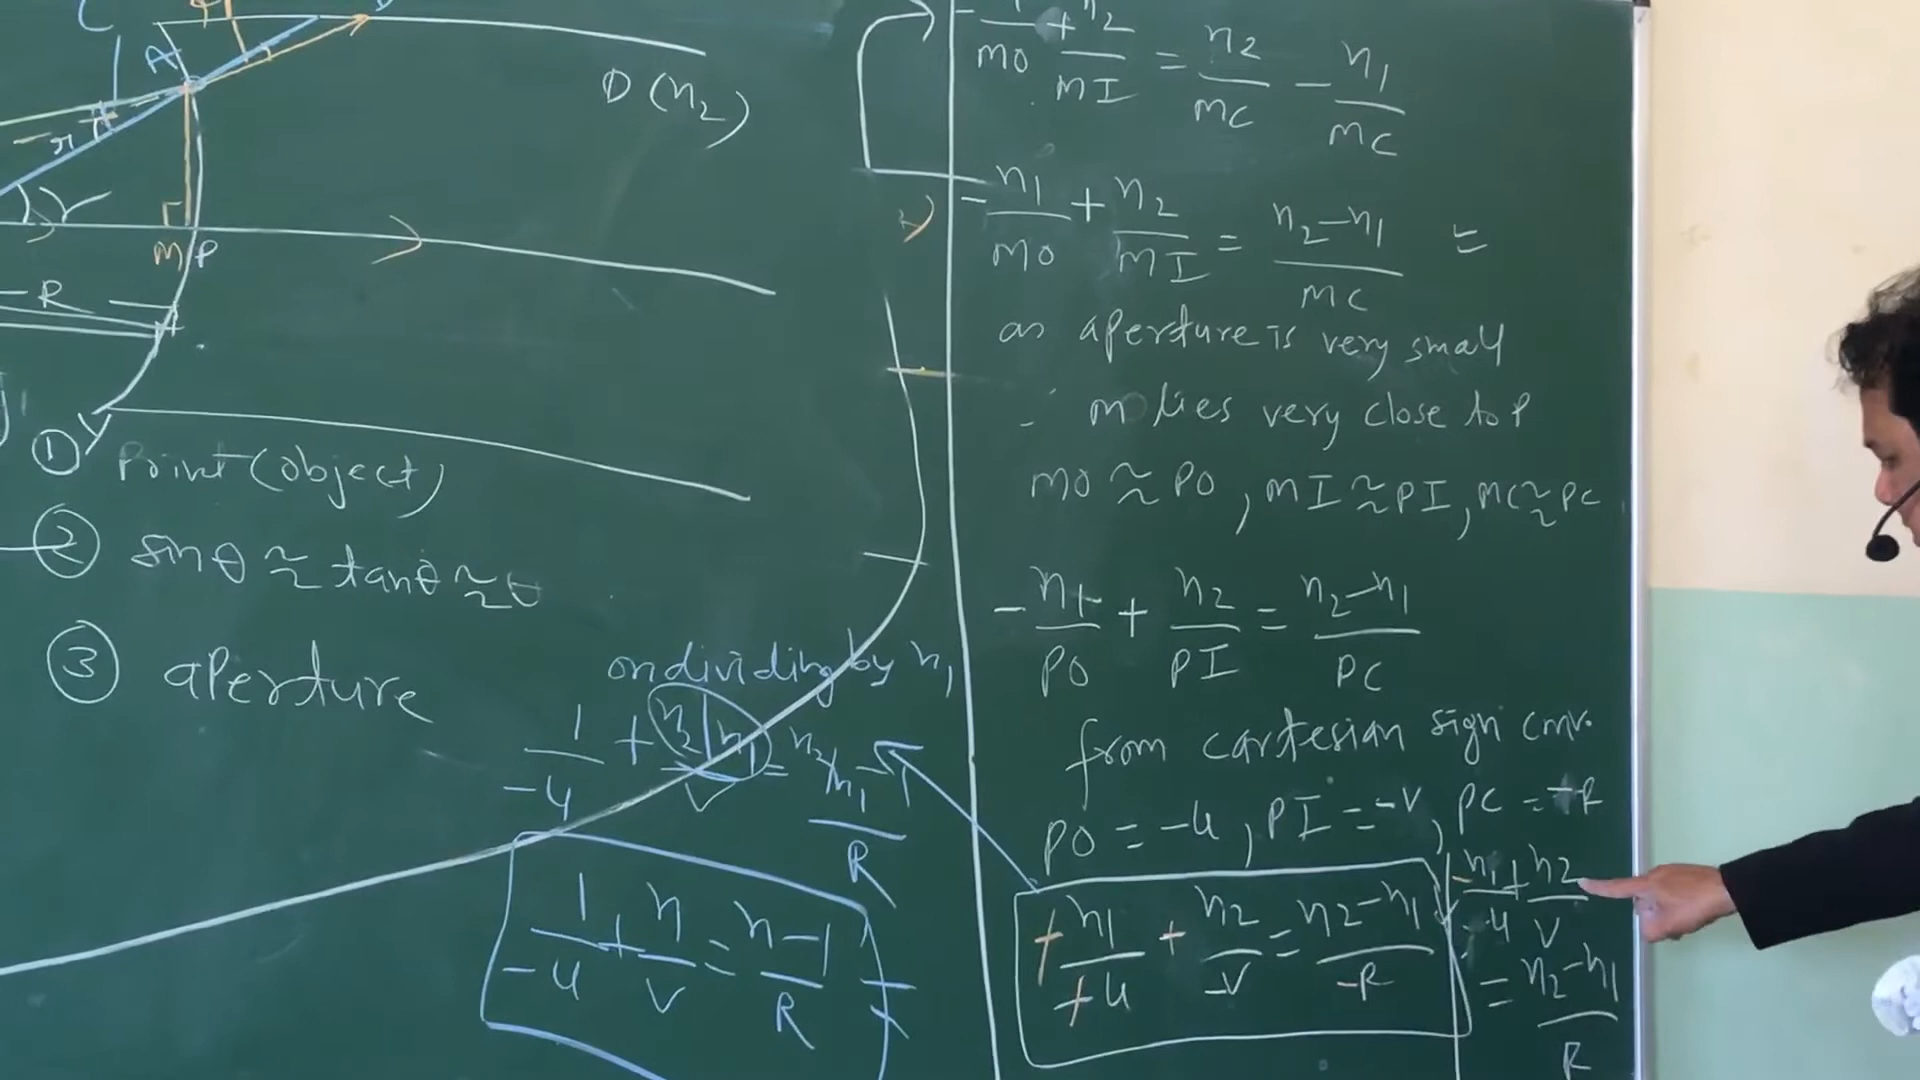 C
A
r
D (n2)
M P
R
① Point (object)
② sinθ ≈ tanθ ≈ θ
③ aperture
on dividing by n1
1/-u + n2/n1/v = n2/n1 - 1/R
1/-u + n/v = n-1/R
/MO + n2/MI = n2/MC - n1/MC
- n1/MO + n2/MI = n2-n1/MC =
as aperture is very small
∴ M lies very close to P
MO ≈ PO, MI ≈ PI, MC ≈ PC
- n1/PO + n2/PI = n2-n1/PC
from cartesian sign cnv.
PO = -u, PI = -v, PC = -R
+ n1/+u + n2/-v = n2-n1/-R
- n1/-u + n2/v
= n2-n1/R